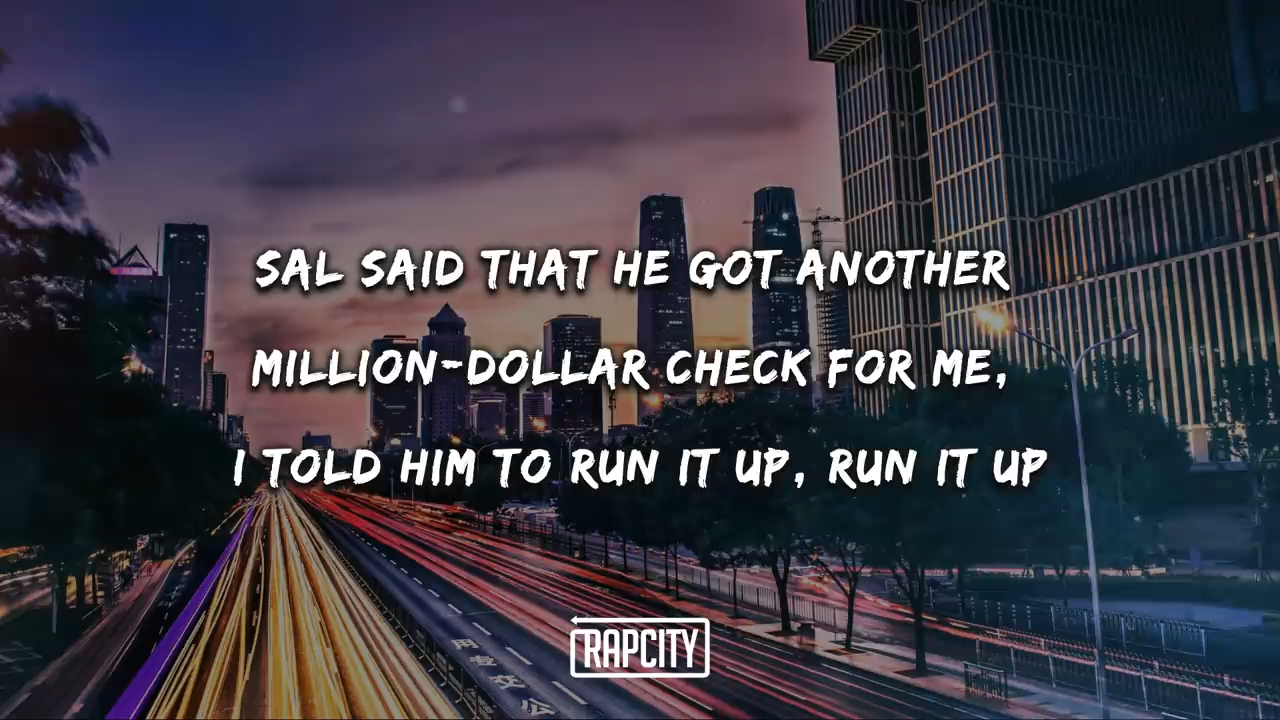 SAL SAID THAT HE GOT ANOTHER
MILLION-DOLLAR CHECK FOR ME,
I TOLD HIM TO RUN IT UP, RUN IT UP
RAPCITY